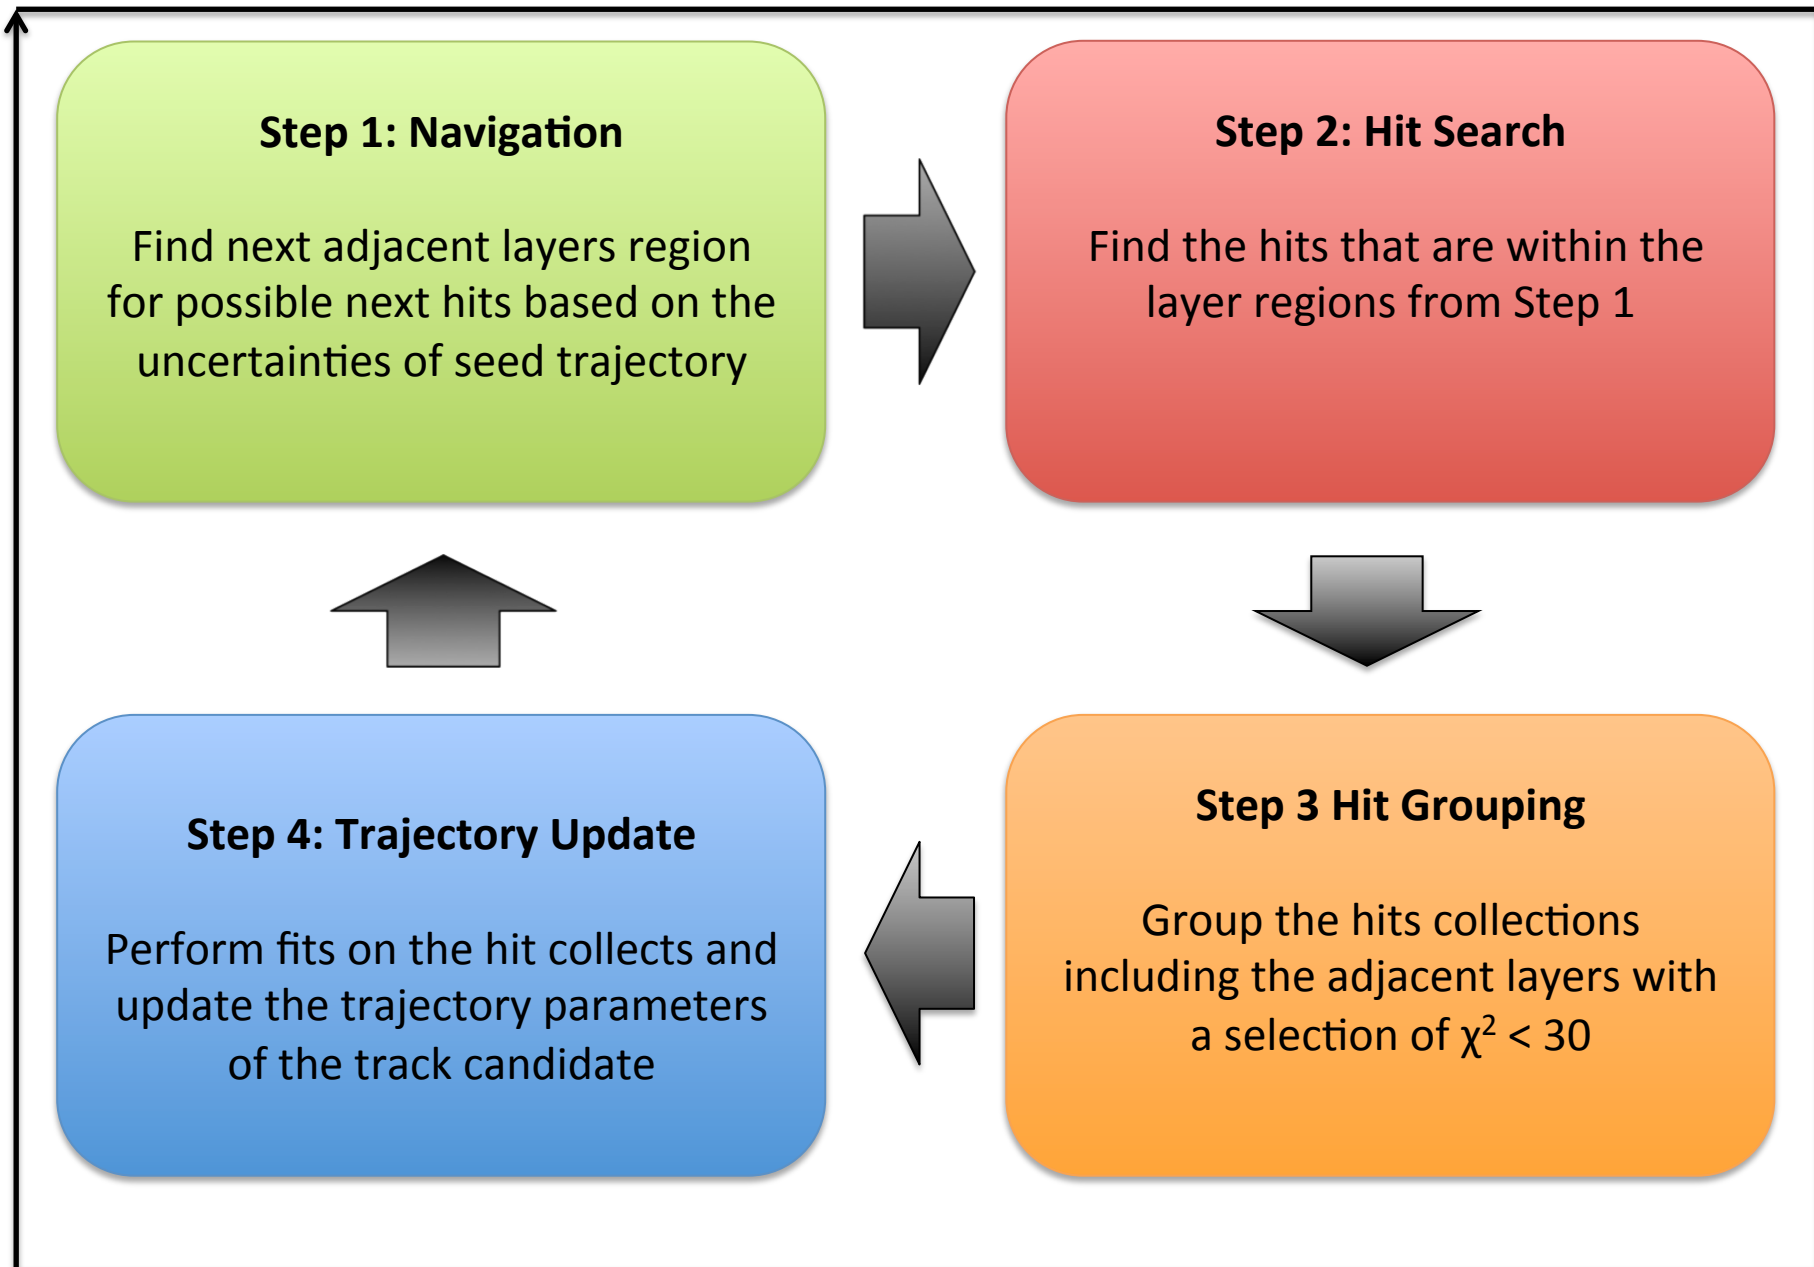 Step 1: Navigation
Find next adjacent layers region
for possible next hits based on the
uncertainties of seed trajectory
Step 2: Hit Search
Find the hits that are within the
layer regions from Step 1
Step 3 Hit Grouping
Group the hits collections
including the adjacent layers with
a selection of χ² < 30
Step 4: Trajectory Update
Perform fits on the hit collects and
update the trajectory parameters
of the track candidate